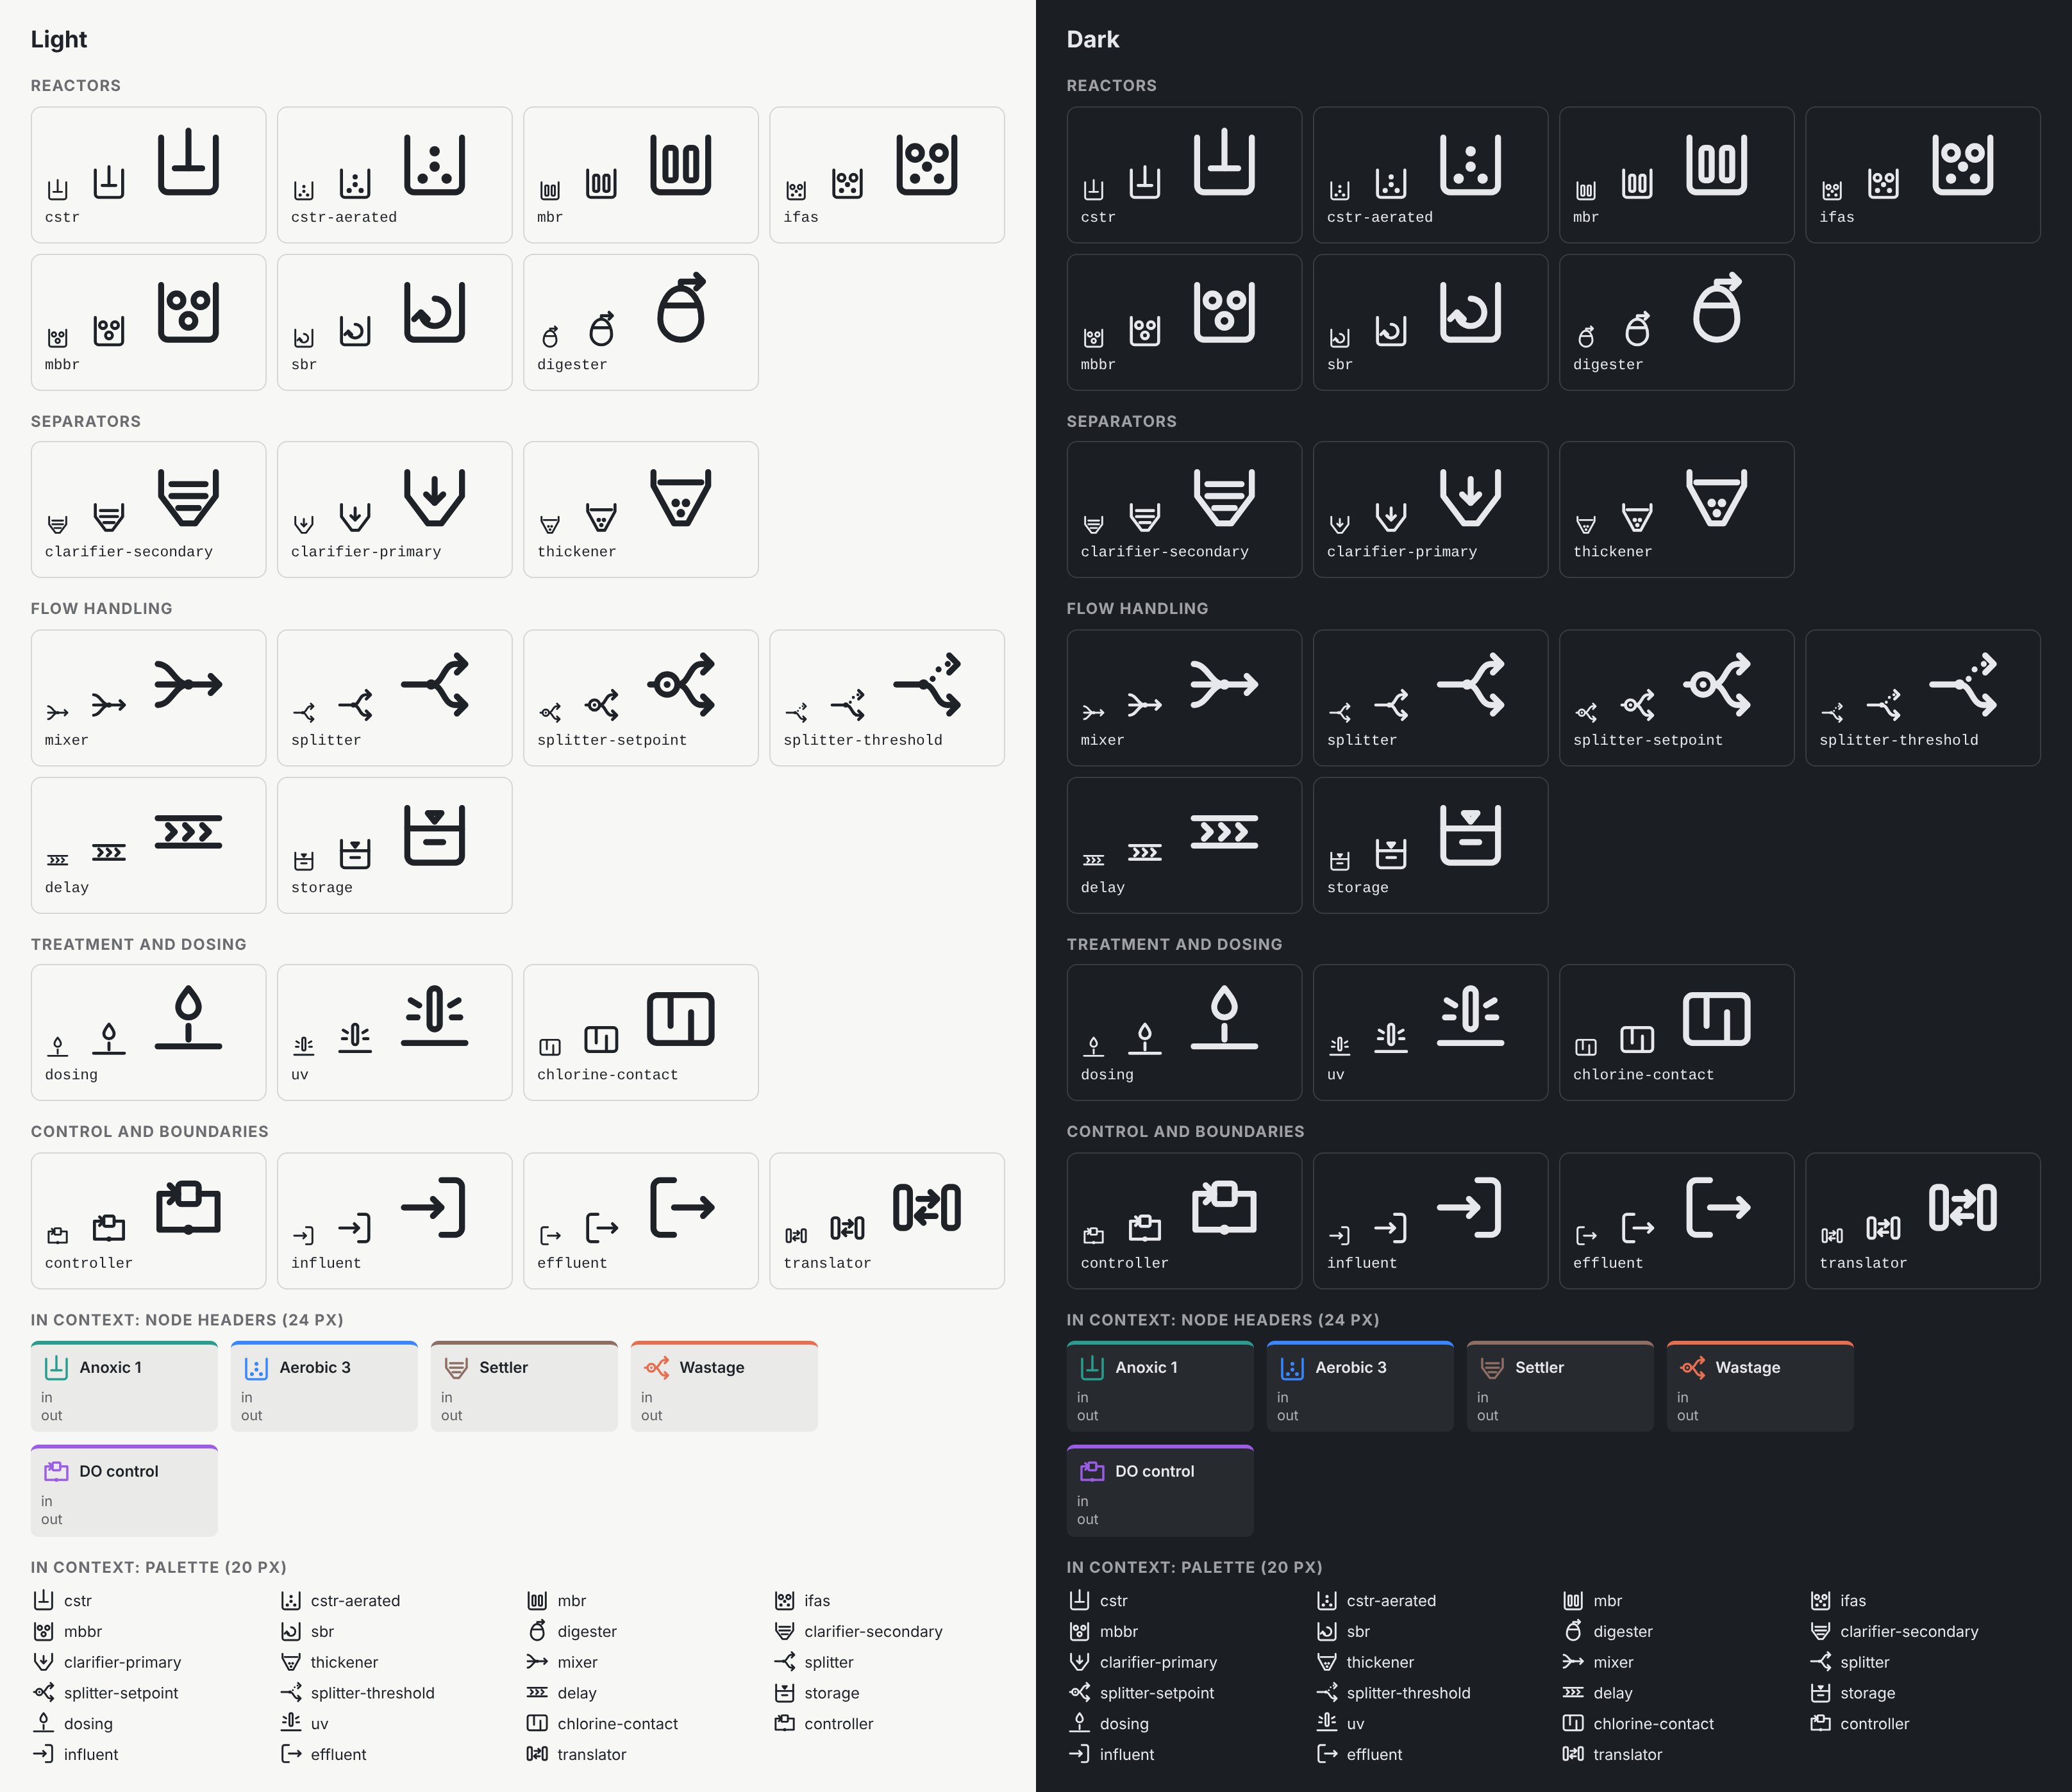 Light
REACTORS
cstr
cstr-aerated
mbr
ifas
mbbr
sbr
digester
SEPARATORS
clarifier-secondary
clarifier-primary
thickener
FLOW HANDLING
mixer
splitter
splitter-setpoint
splitter-threshold
delay
storage
TREATMENT AND DOSING
dosing
uv
chlorine-contact
CONTROL AND BOUNDARIES
controller
influent
effluent
translator
IN CONTEXT: NODE HEADERS (24 PX)
Anoxic 1
in
out
Aerobic 3
in
out
Settler
in
out
Wastage
in
out
DO control
in
out
IN CONTEXT: PALETTE (20 PX)
cstr
cstr-aerated
mbr
ifas
mbbr
sbr
digester
clarifier-secondary
clarifier-primary
thickener
mixer
splitter
splitter-setpoint
splitter-threshold
delay
storage
dosing
uv
chlorine-contact
controller
influent
effluent
translator
Dark
REACTORS
cstr
cstr-aerated
mbr
ifas
mbbr
sbr
digester
SEPARATORS
clarifier-secondary
clarifier-primary
thickener
FLOW HANDLING
mixer
splitter
splitter-setpoint
splitter-threshold
delay
storage
TREATMENT AND DOSING
dosing
uv
chlorine-contact
CONTROL AND BOUNDARIES
controller
influent
effluent
translator
IN CONTEXT: NODE HEADERS (24 PX)
Anoxic 1
in
out
Aerobic 3
in
out
Settler
in
out
Wastage
in
out
DO control
in
out
IN CONTEXT: PALETTE (20 PX)
cstr
cstr-aerated
mbr
ifas
mbbr
sbr
digester
clarifier-secondary
clarifier-primary
thickener
mixer
splitter
splitter-setpoint
splitter-threshold
delay
storage
dosing
uv
chlorine-contact
controller
influent
effluent
translator